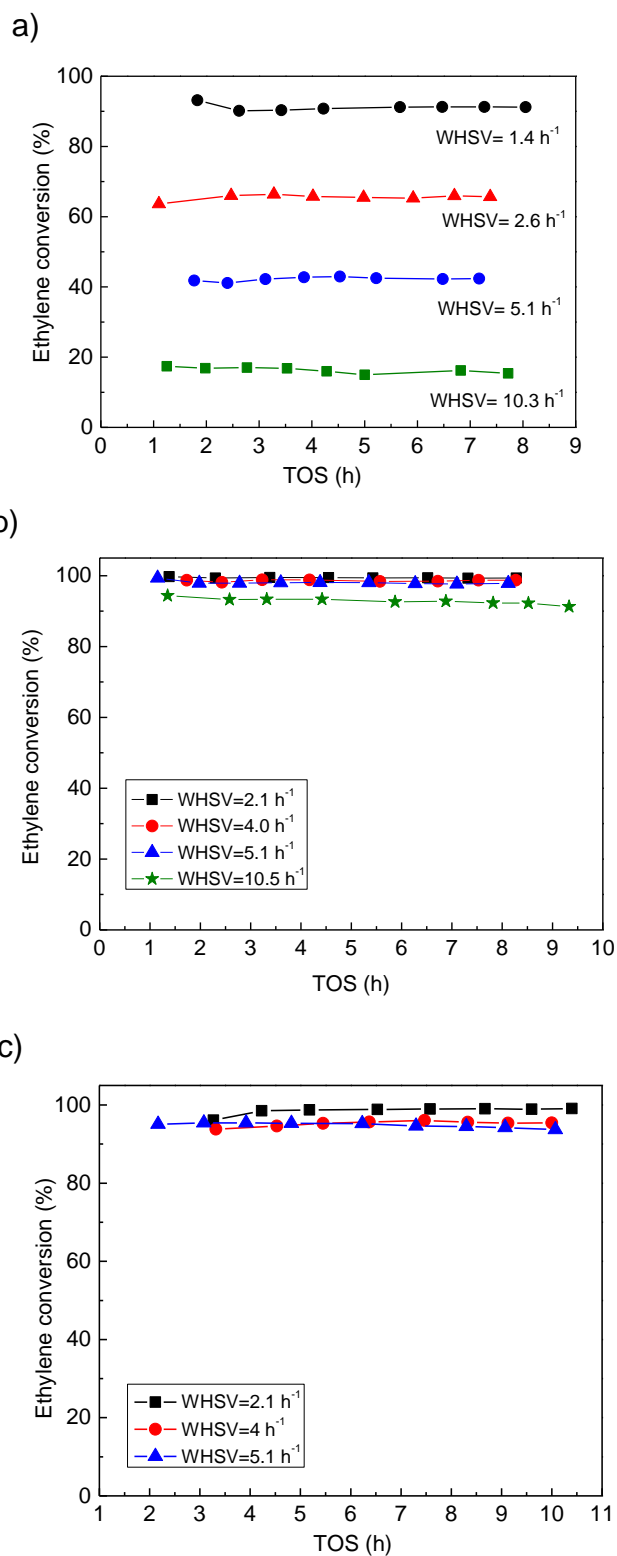 a)
100
80
60
40
20
0
Ethylene conversion (%)
WHSV= 1.4 h⁻¹
WHSV= 2.6 h⁻¹
WHSV= 5.1 h⁻¹
WHSV= 10.3 h⁻¹
0 1 2 3 4 5 6 7 8 9
TOS (h)
b)
100
80
60
40
20
0
Ethylene conversion (%)
WHSV=2.1 h⁻¹
WHSV=4.0 h⁻¹
WHSV=5.1 h⁻¹
WHSV=10.5 h⁻¹
0 1 2 3 4 5 6 7 8 9 10
TOS (h)
c)
100
80
60
40
20
0
Ethylene conversion (%)
WHSV=2.1 h⁻¹
WHSV=4 h⁻¹
WHSV=5.1 h⁻¹
1 2 3 4 5 6 7 8 9 10 11
TOS (h)